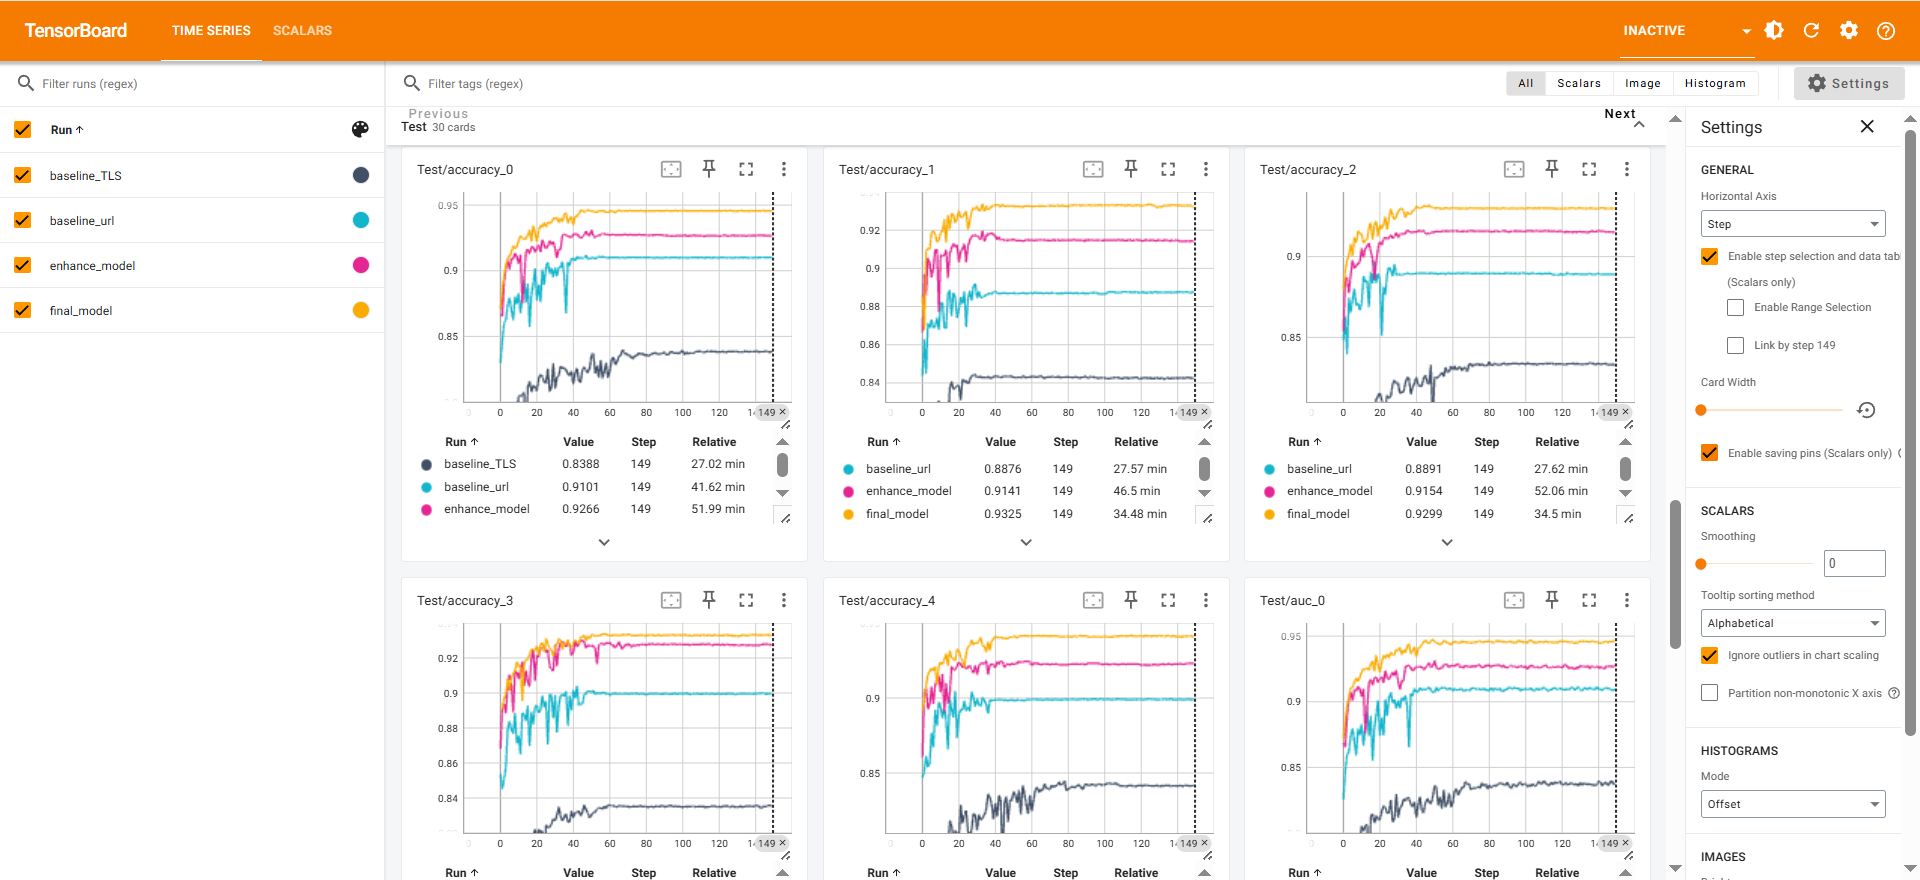 TensorBoard
TIME SERIES
SCALARS
INACTIVE
Filter runs (regex)
Filter tags (regex)
All
Scalars
Image
Histogram
Settings
Run
baseline_TLS
baseline_url
enhance_model
final_model
Previous
Next
Test 30 cards
Test/accuracy_0
0.95
0.9
0.85
0 20 40 60 80 100 120 149
Run Value Step Relative
baseline_TLS 0.8388 149 27.02 min
baseline_url 0.9101 149 41.62 min
enhance_model 0.9266 149 51.99 min
Test/accuracy_1
0.92
0.9
0.88
0.86
0.84
0 20 40 60 80 100 120 149
Run Value Step Relative
baseline_url 0.8876 149 27.57 min
enhance_model 0.9141 149 46.5 min
final_model 0.9325 149 34.48 min
Test/accuracy_2
0.9
0.85
0 20 40 60 80 100 120 149
Run Value Step Relative
baseline_url 0.8891 149 27.62 min
enhance_model 0.9154 149 52.06 min
final_model 0.9299 149 34.5 min
Test/accuracy_3
0.92
0.9
0.88
0.86
0.84
0 20 40 60 80 100 120 149
Run Value Step Relative
Test/accuracy_4
0.9
0.85
0 20 40 60 80 100 120 149
Run Value Step Relative
Test/auc_0
0.95
0.9
0.85
0 20 40 60 80 100 120 149
Run Value Step Relative
Settings
GENERAL
Horizontal Axis
Step
Enable step selection and data tabl
(Scalars only)
Enable Range Selection
Link by step 149
Card Width
Enable saving pins (Scalars only)
SCALARS
Smoothing
0
Tooltip sorting method
Alphabetical
Ignore outliers in chart scaling
Partition non-monotonic X axis
HISTOGRAMS
Mode
Offset
IMAGES